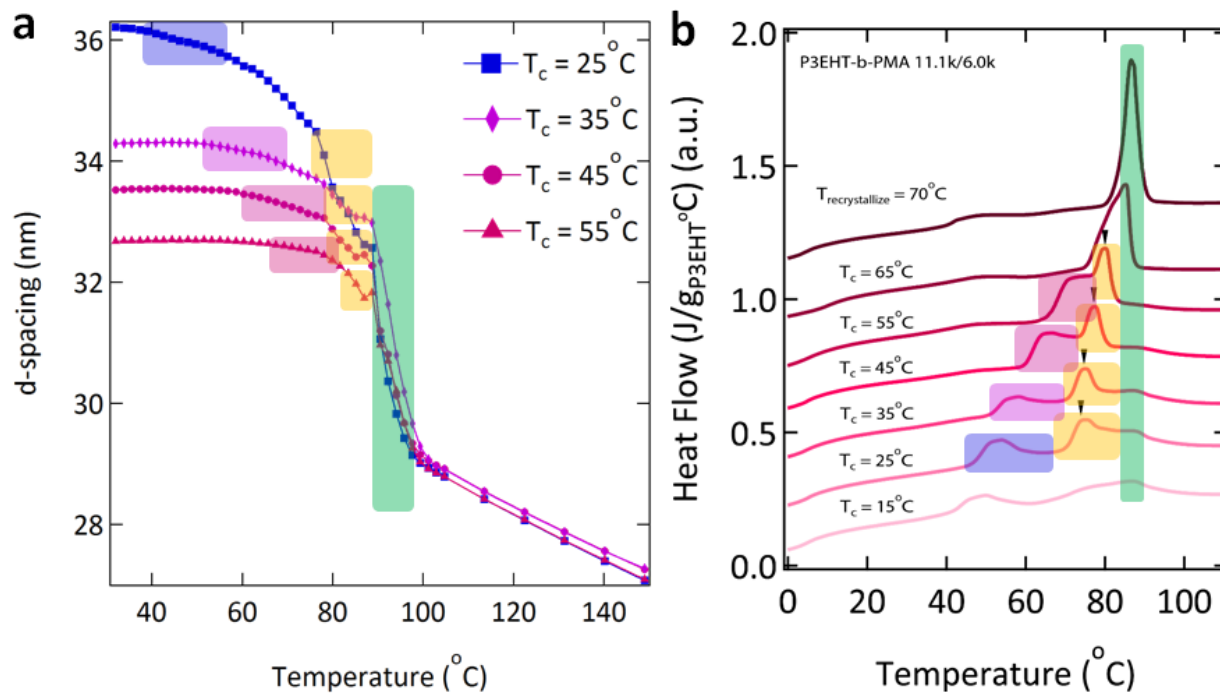 a
36
34
32
30
28
d-spacing (nm)
T_c = 25°C
T_c = 35°C
T_c = 45°C
T_c = 55°C
40 60 80 100 120 140
Temperature (°C)
b
2.0
1.5
1.0
0.5
0.0
Heat Flow (J/g_P3EHT°C) (a.u.)
P3EHT-b-PMA 11.1k/6.0k
T_recrystallize = 70°C
T_c = 65°C
T_c = 55°C
T_c = 45°C
T_c = 35°C
T_c = 25°C
T_c = 15°C
0 20 40 60 80 100
Temperature (°C)